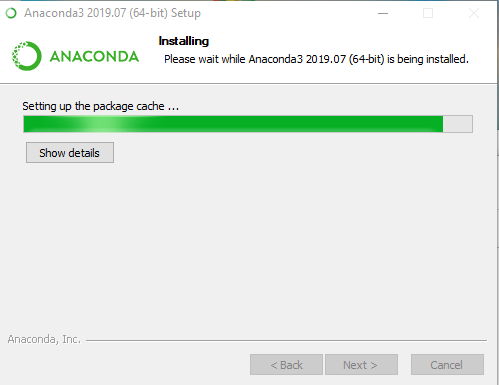 Anaconda3 2019.07 (64-bit) Setup
ANACONDA
Installing
Please wait while Anaconda3 2019.07 (64-bit) is being installed.
Setting up the package cache ...
Show details
Anaconda, Inc.
< Back
Next >
Cancel